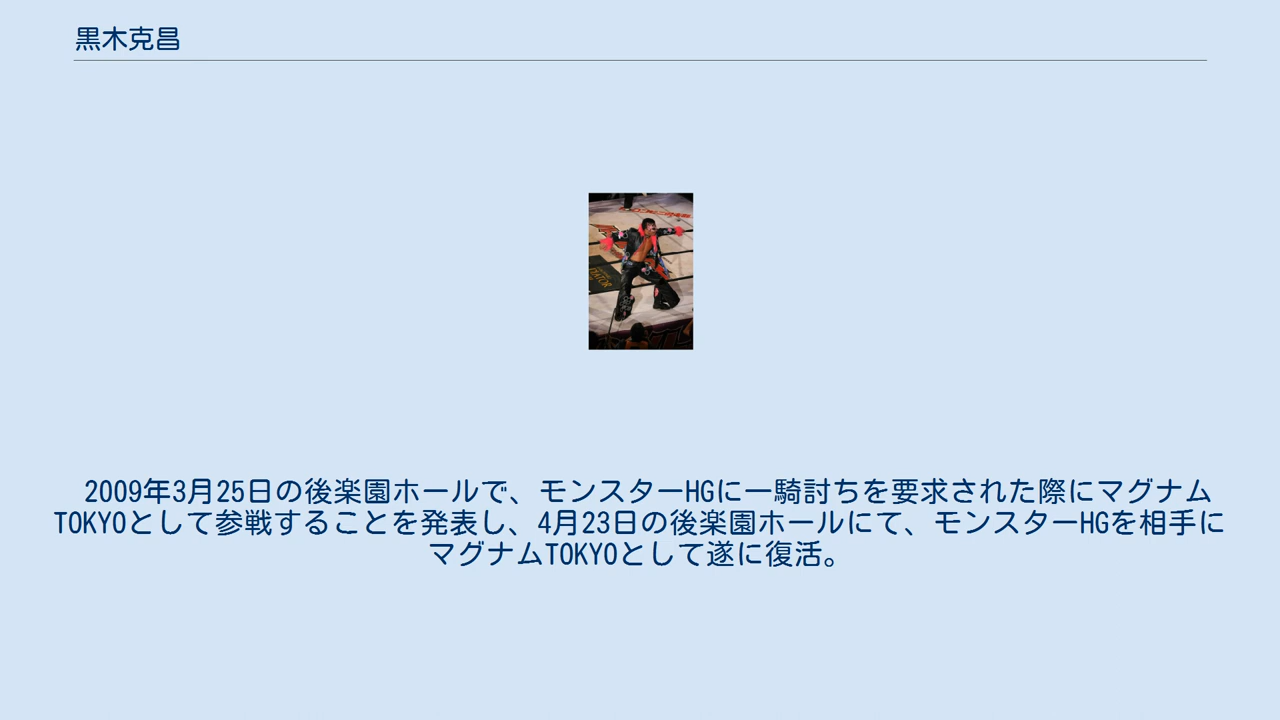 黒木克昌
2009年3月25日の後楽園ホールで、モンスターHGに一騎討ちを要求された際にマグナム
TOKYOとして参戦することを発表し、4月23日の後楽園ホールにて、モンスターHGを相手に
マグナムTOKYOとして遂に復活。